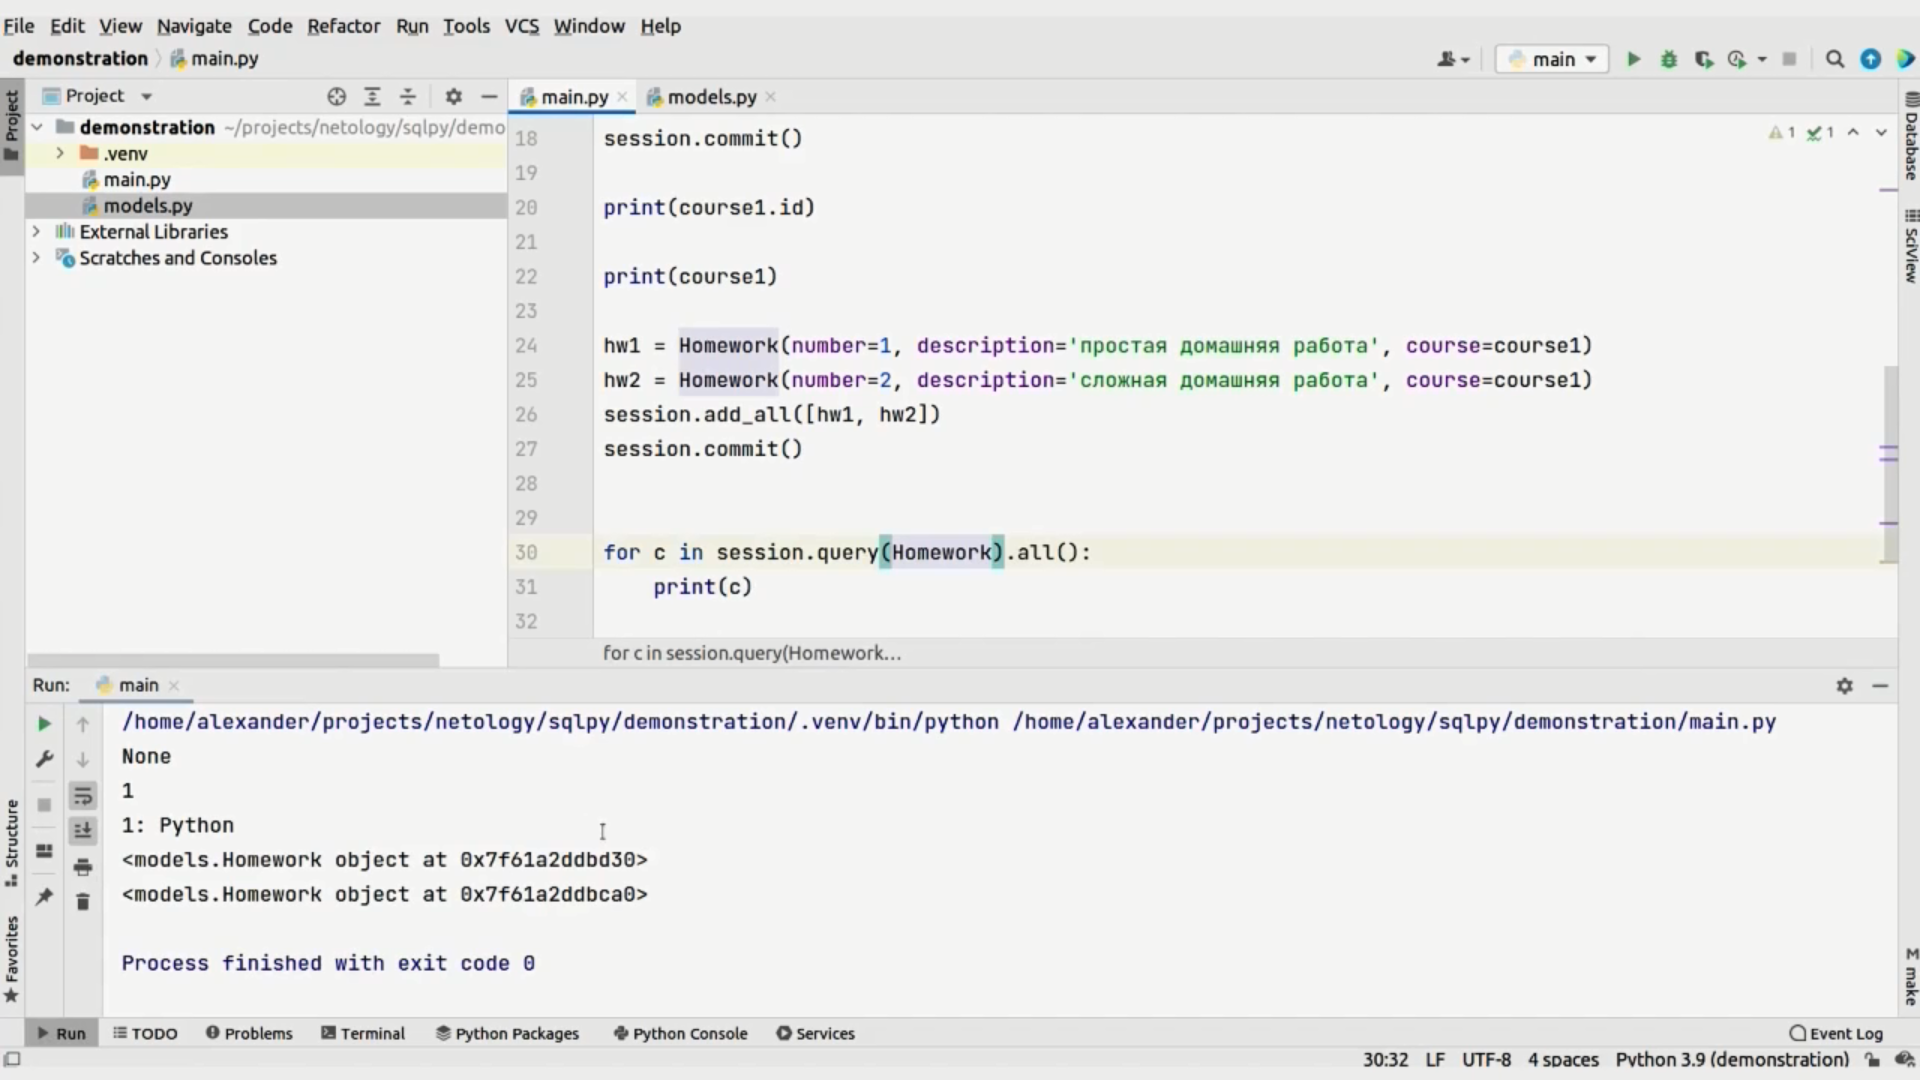 File Edit View Navigate Code Refactor Run Tools VCS Window Help
demonstration main.py
main
Project
main.py
models.py
demonstration ~/projects/netology/sqlpy/demo
.venv
main.py
models.py
External Libraries
Scratches and Consoles
Project
Structure
Favorites
1 1
18 session.commit()
19
20 print(course1.id)
21
22 print(course1)
23
24 hw1 = Homework(number=1, description='простая домашняя работа', course=course1)
25 hw2 = Homework(number=2, description='сложная домашняя работа', course=course1)
26 session.add_all([hw1, hw2])
27 session.commit()
28
29
30 for c in session.query(Homework).all():
31 print(c)
32
for c in session.query(Homework...
Database
SciView
make
Run: main
/home/alexander/projects/netology/sqlpy/demonstration/.venv/bin/python /home/alexander/projects/netology/sqlpy/demonstration/main.py
None
1
1: Python
<models.Homework object at 0x7f61a2ddbd30>
<models.Homework object at 0x7f61a2ddbca0>
Process finished with exit code 0
Run TODO Problems Terminal Python Packages Python Console Services Event Log
30:32 LF UTF-8 4 spaces Python 3.9 (demonstration)